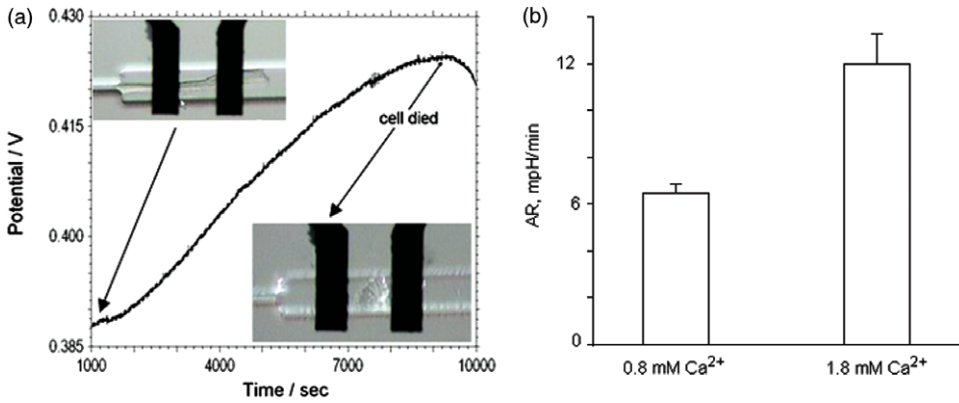 (a)
0.430
0.415
0.400
0.385
Potential / V
cell died
1000
4000
7000
10000
Time / sec
(b)
12
6
0
AR, mpH/min
0.8 mM Ca²⁺
1.8 mM Ca²⁺